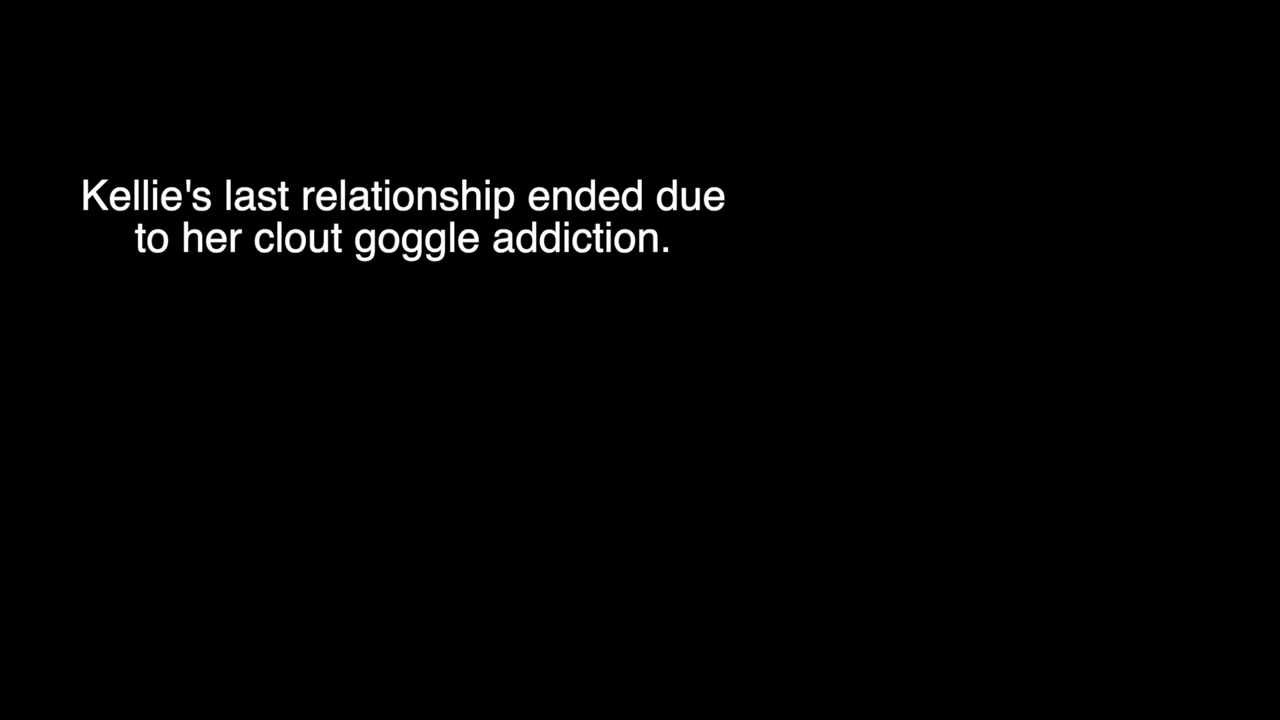 Kellie's last relationship ended due
to her clout goggle addiction.